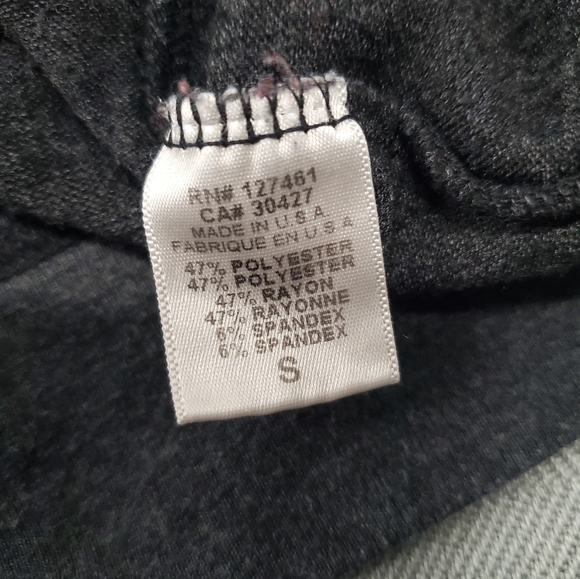 RN# 127461
CA# 30427
MADE IN U S A
FABRIQUE EN U S A
47% POLYESTER
47% POLYESTER
47% RAYON
47% RAYONNE
6% SPANDEX
6% SPANDEX
S